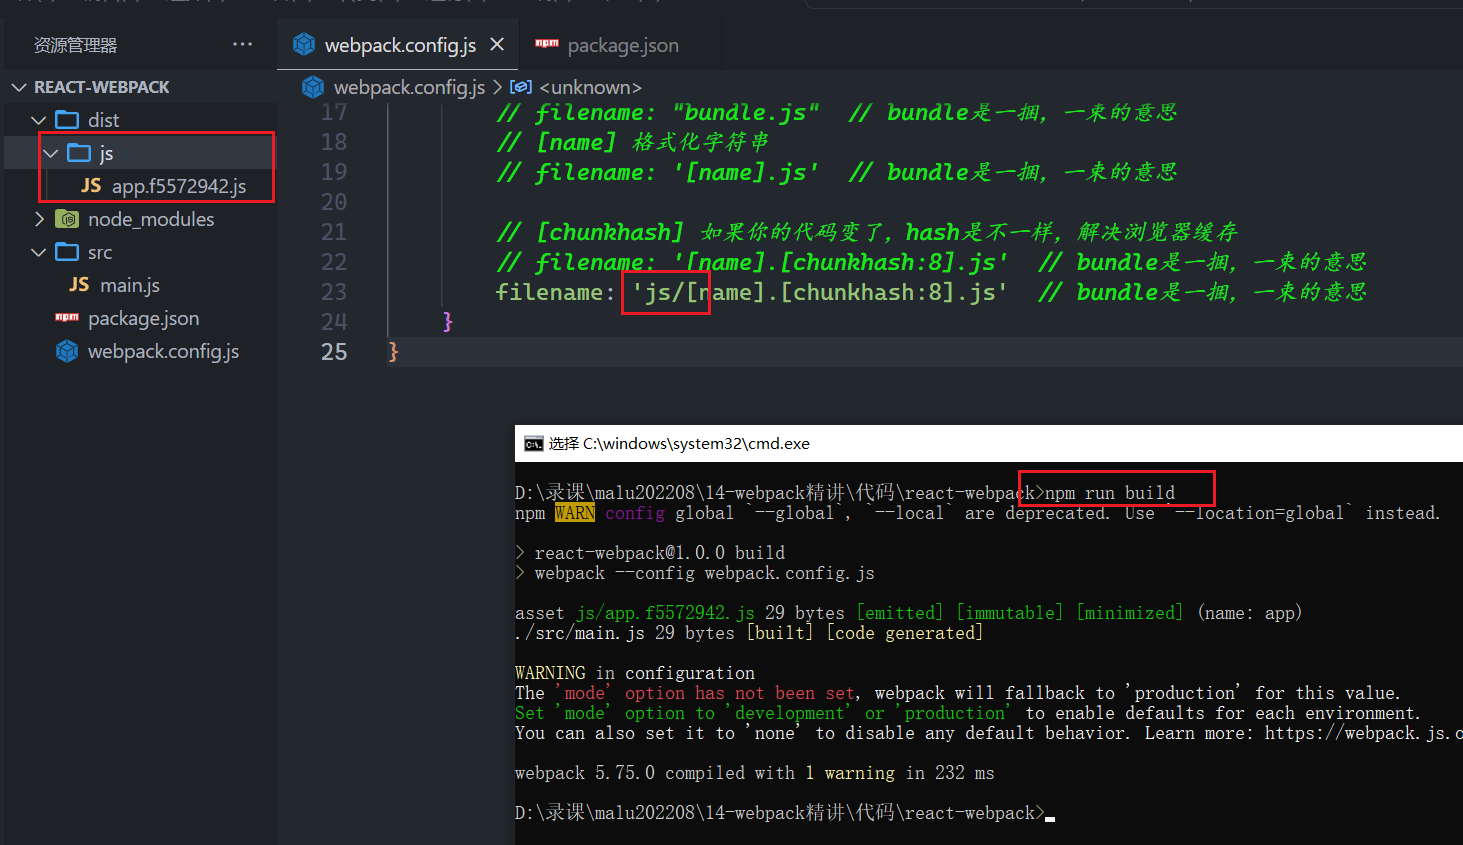 资源管理器
webpack.config.js
package.json
REACT-WEBPACK
webpack.config.js > <unknown>
dist
js
JS app.f5572942.js
node_modules
src
JS main.js
package.json
webpack.config.js
17 // filename: "bundle.js" // bundle是一捆，一束的意思
18 // [name] 格式化字符串
19 // filename: '[name].js' // bundle是一捆，一束的意思
20
21 // [chunkhash] 如果你的代码变了，hash是不一样，解决浏览器缓存
22 // filename: '[name].[chunkhash:8].js' // bundle是一捆，一束的意思
23 filename: 'js/[name].[chunkhash:8].js' // bundle是一捆，一束的意思
24 }
25 }
选择 C:\windows\system32\cmd.exe
D:\录课\malu202208\14-webpack精讲\代码\react-webpack>npm run build
npm WARN config global `--global`, `--local` are deprecated. Use `--location=global` instead.
> react-webpack@1.0.0 build
> webpack --config webpack.config.js
asset js/app.f5572942.js 29 bytes [emitted] [immutable] [minimized] (name: app)
./src/main.js 29 bytes [built] [code generated]
WARNING in configuration
The 'mode' option has not been set, webpack will fallback to 'production' for this value.
Set 'mode' option to 'development' or 'production' to enable defaults for each environment.
You can also set it to 'none' to disable any default behavior. Learn more: https://webpack.js.o
webpack 5.75.0 compiled with 1 warning in 232 ms
D:\录课\malu202208\14-webpack精讲\代码\react-webpack>